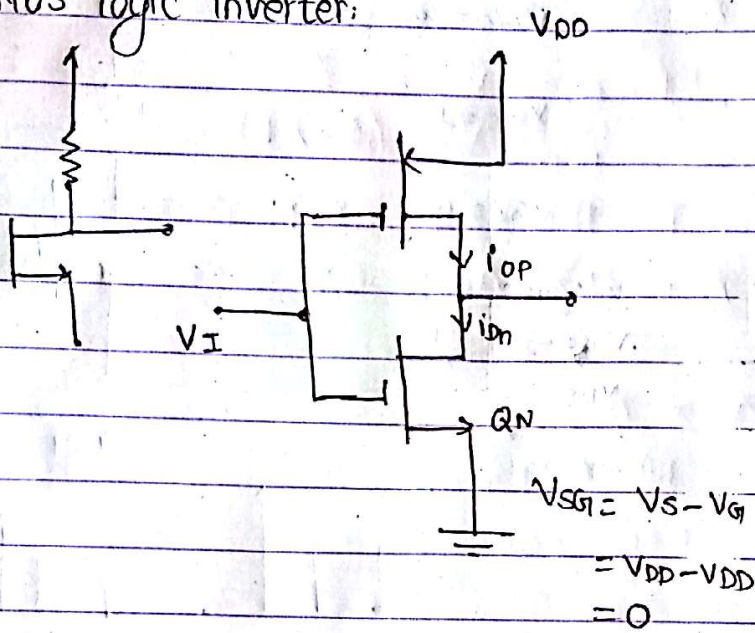 logic inverter:
VDD
iOP
VI
iDn
QN
VSG = VS - VG
= VDD - VDD
= 0